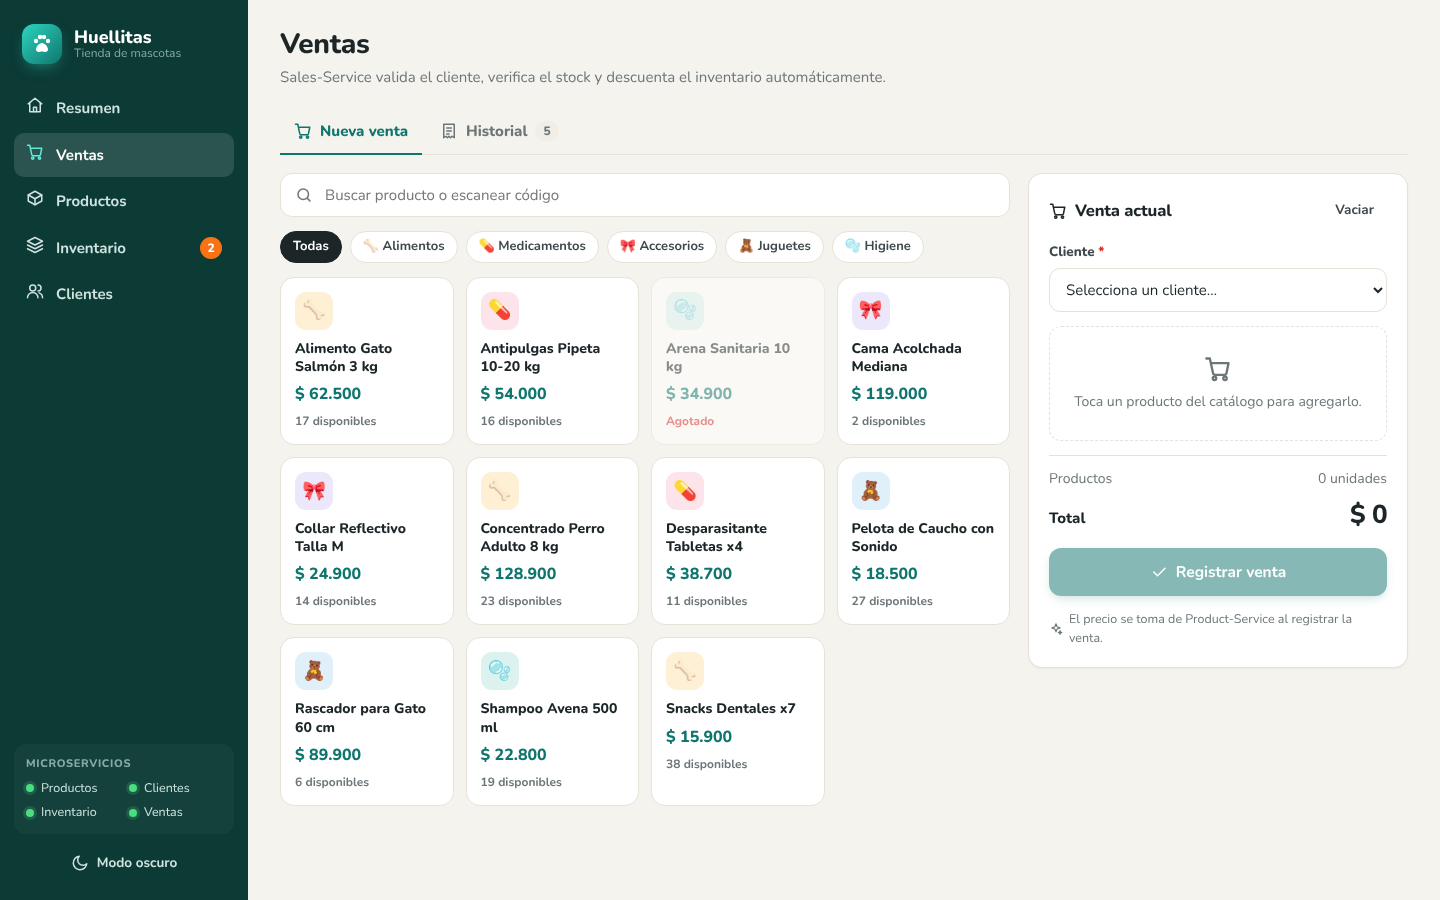 Huellitas
Tienda de mascotas
Resumen
Ventas
Productos
Inventario
2
Clientes
MICROSERVICIOS
Productos
Clientes
Inventario
Ventas
Modo oscuro
Ventas
Sales-Service valida el cliente, verifica el stock y descuenta el inventario automáticamente.
Nueva venta
Historial
5
Buscar producto o escanear código
Todas
Alimentos
Medicamentos
Accesorios
Juguetes
Higiene
Alimento Gato
Salmón 3 kg
$ 62.500
17 disponibles
Antipulgas Pipeta
10-20 kg
$ 54.000
16 disponibles
Arena Sanitaria 10
kg
$ 34.900
Agotado
Cama Acolchada
Mediana
$ 119.000
2 disponibles
Collar Reflectivo
Talla M
$ 24.900
14 disponibles
Concentrado Perro
Adulto 8 kg
$ 128.900
23 disponibles
Desparasitante
Tabletas x4
$ 38.700
11 disponibles
Pelota de Caucho con
Sonido
$ 18.500
27 disponibles
Rascador para Gato
60 cm
$ 89.900
6 disponibles
Shampoo Avena 500
ml
$ 22.800
19 disponibles
Snacks Dentales x7
$ 15.900
38 disponibles
Venta actual
Vaciar
Cliente *
Selecciona un cliente...
Toca un producto del catálogo para agregarlo.
Productos
0 unidades
Total
$ 0
Registrar venta
El precio se toma de Product-Service al registrar la
venta.